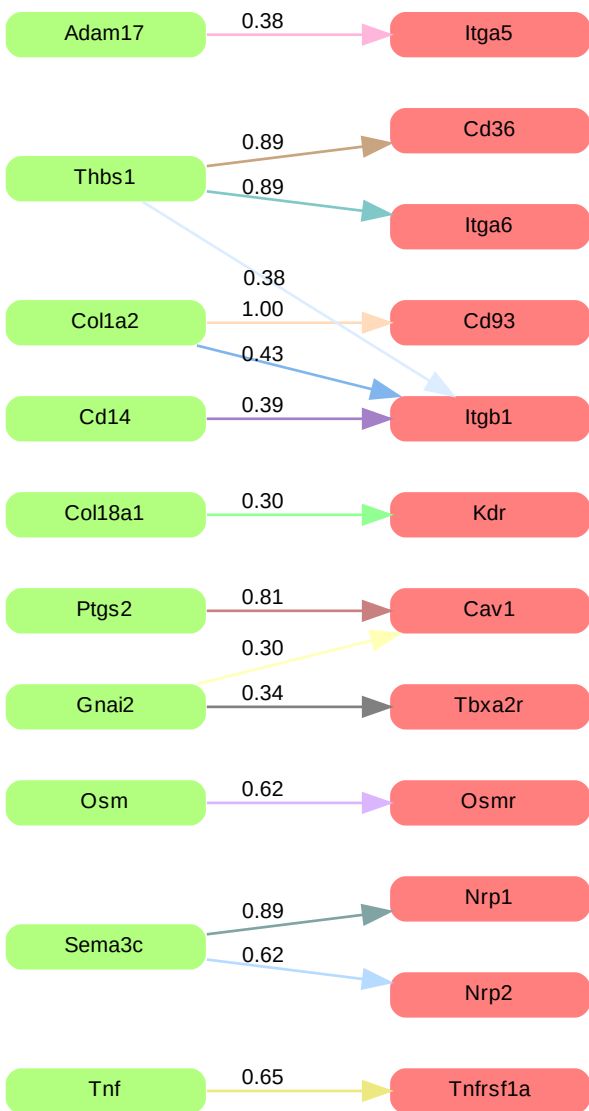 Adam17 0.38 Itga5
0.89 Cd36
Thbs1
0.89 Itga6
0.38
Col1a2 1.00 Cd93
0.43
Cd14 0.39 Itgb1
Col18a1 0.30 Kdr
Ptgs2 0.81 Cav1
0.30
Gnai2 0.34 Tbxa2r
Osm 0.62 Osmr
0.89 Nrp1
Sema3c
0.62 Nrp2
Tnf 0.65 Tnfrsf1a